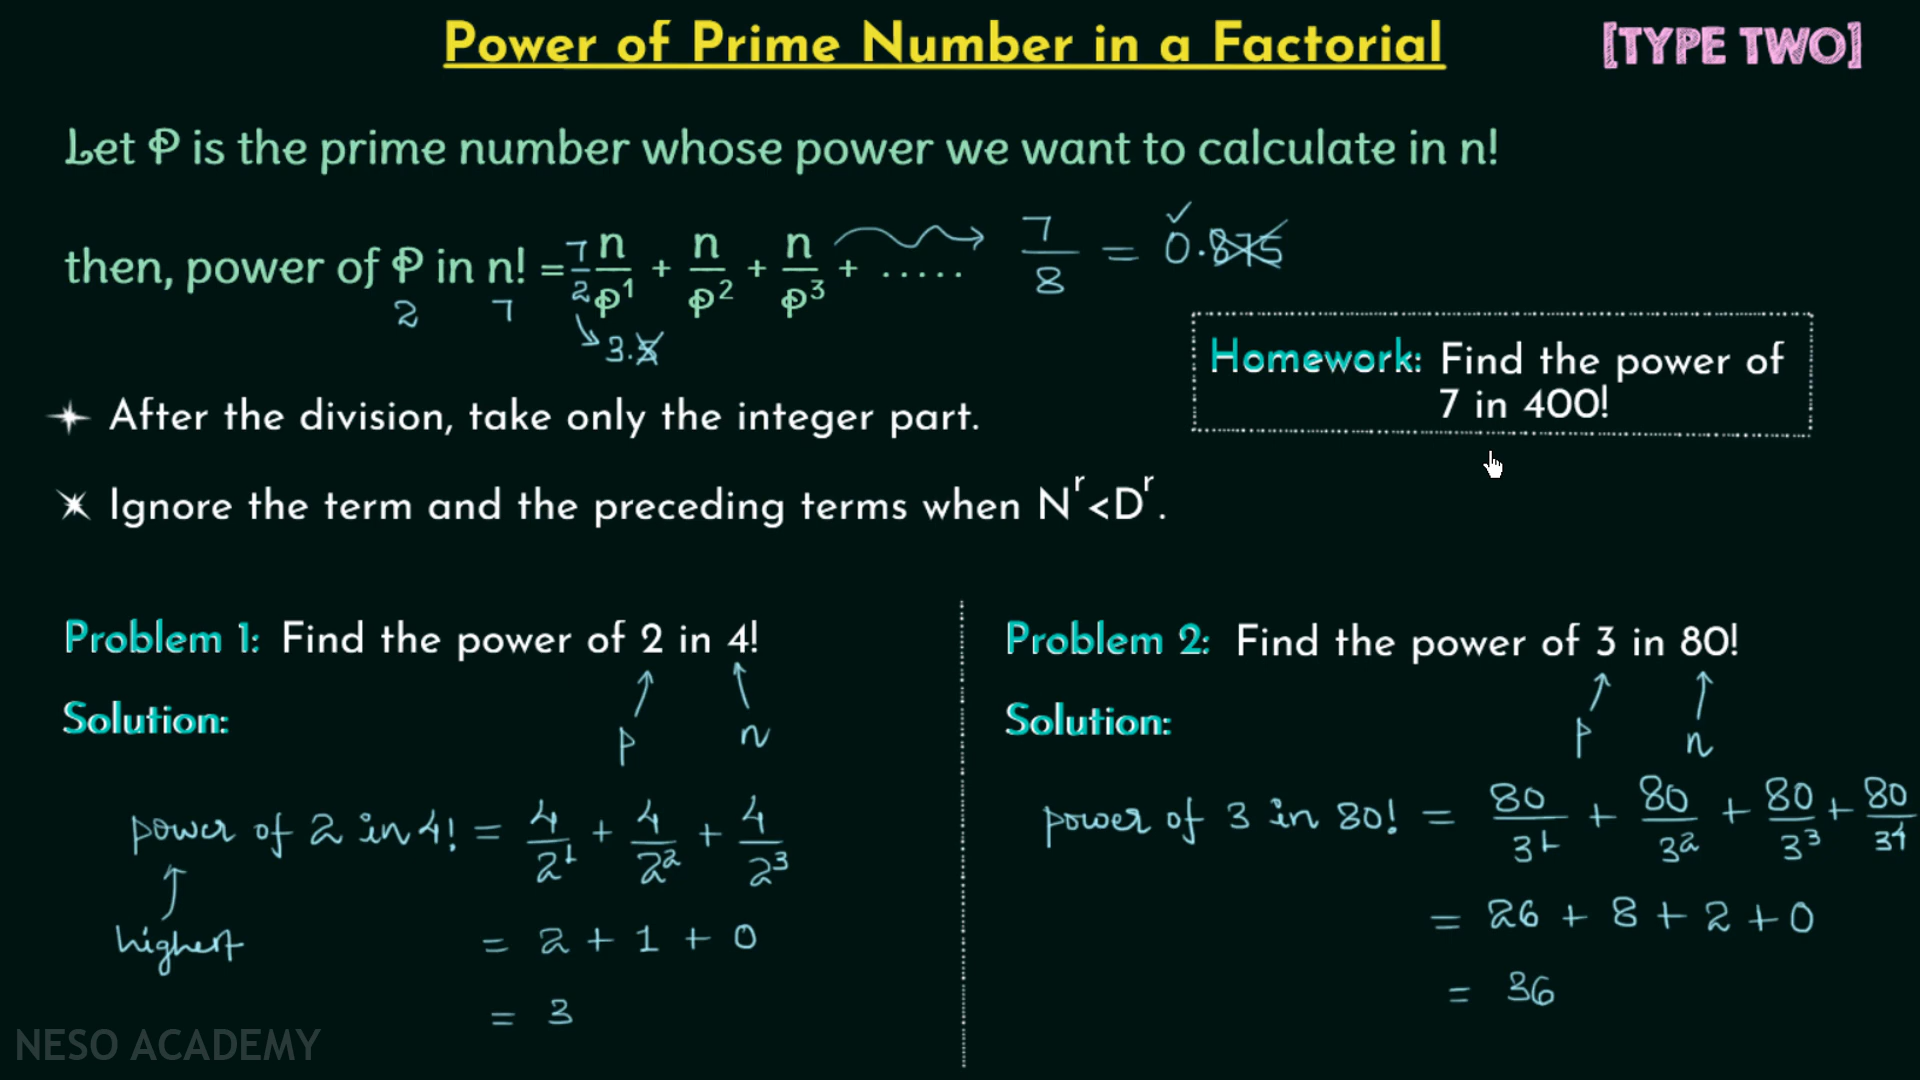 Power of Prime Number in a Factorial
[TYPE TWO]
Let P is the prime number whose power we want to calculate in n!
then, power of P in n! = n/P¹ + n/P² + n/P³ + .....
7/8 = 0.875
✓
2
7
7/2
3.5
Homework: Find the power of
7 in 400!
After the division, take only the integer part.
Ignore the term and the preceding terms when Nʳ<Dʳ.
Problem 1: Find the power of 2 in 4!
P n
Solution:
power of 2 in 4! = 4/2¹ + 4/2² + 4/2³
highest
= 2 + 1 + 0
= 3
Problem 2: Find the power of 3 in 80!
P n
Solution:
power of 3 in 80! = 80/3¹ + 80/3² + 80/3³ + 80/3⁴
= 26 + 8 + 2 + 0
= 36
NESO ACADEMY